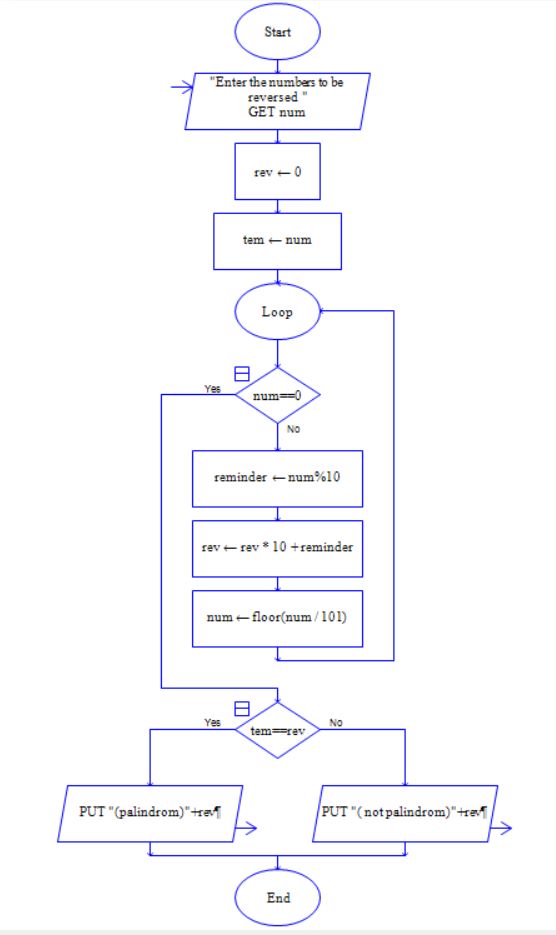 Start
"Enter the numbers to be
reversed "
GET num
rev ← 0
tem ← num
Loop
Yes
num==0
No
reminder ← num%10
rev ← rev * 10 +reminder
num ← floor(num / 101)
Yes
tem==rev
No
PUT "(palindrom)"+rev¶
PUT "( not palindrom)"+rev¶
End